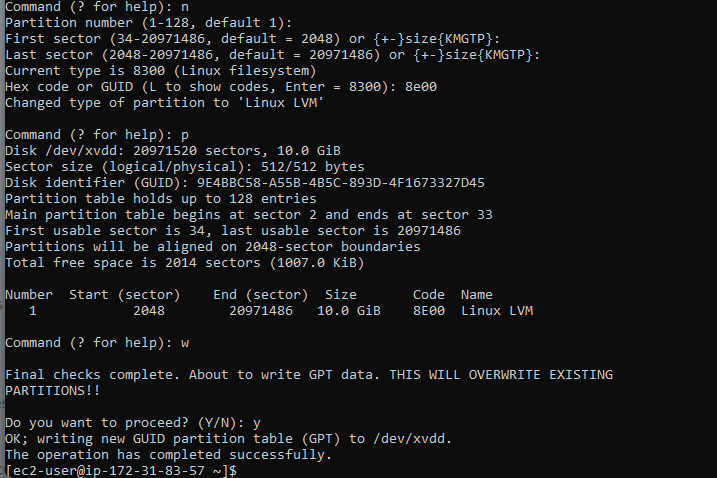 Command (? for help): n
Partition number (1-128, default 1):
First sector (34-20971486, default = 2048) or {+-}size{KMGTP}:
Last sector (2048-20971486, default = 20971486) or {+-}size{KMGTP}:
Current type is 8300 (Linux filesystem)
Hex code or GUID (L to show codes, Enter = 8300): 8e00
Changed type of partition to 'Linux LVM'
Command (? for help): p
Disk /dev/xvdd: 20971520 sectors, 10.0 GiB
Sector size (logical/physical): 512/512 bytes
Disk identifier (GUID): 9E4BBC58-A55B-4B5C-893D-4F1673327D45
Partition table holds up to 128 entries
Main partition table begins at sector 2 and ends at sector 33
First usable sector is 34, last usable sector is 20971486
Partitions will be aligned on 2048-sector boundaries
Total free space is 2014 sectors (1007.0 KiB)
Number  Start (sector)    End (sector)  Size       Code  Name
   1            2048        20971486   10.0 GiB    8E00  Linux LVM
Command (? for help): w
Final checks complete. About to write GPT data. THIS WILL OVERWRITE EXISTING
PARTITIONS!!
Do you want to proceed? (Y/N): y
OK; writing new GUID partition table (GPT) to /dev/xvdd.
The operation has completed successfully.
[ec2-user@ip-172-31-83-57 ~]$